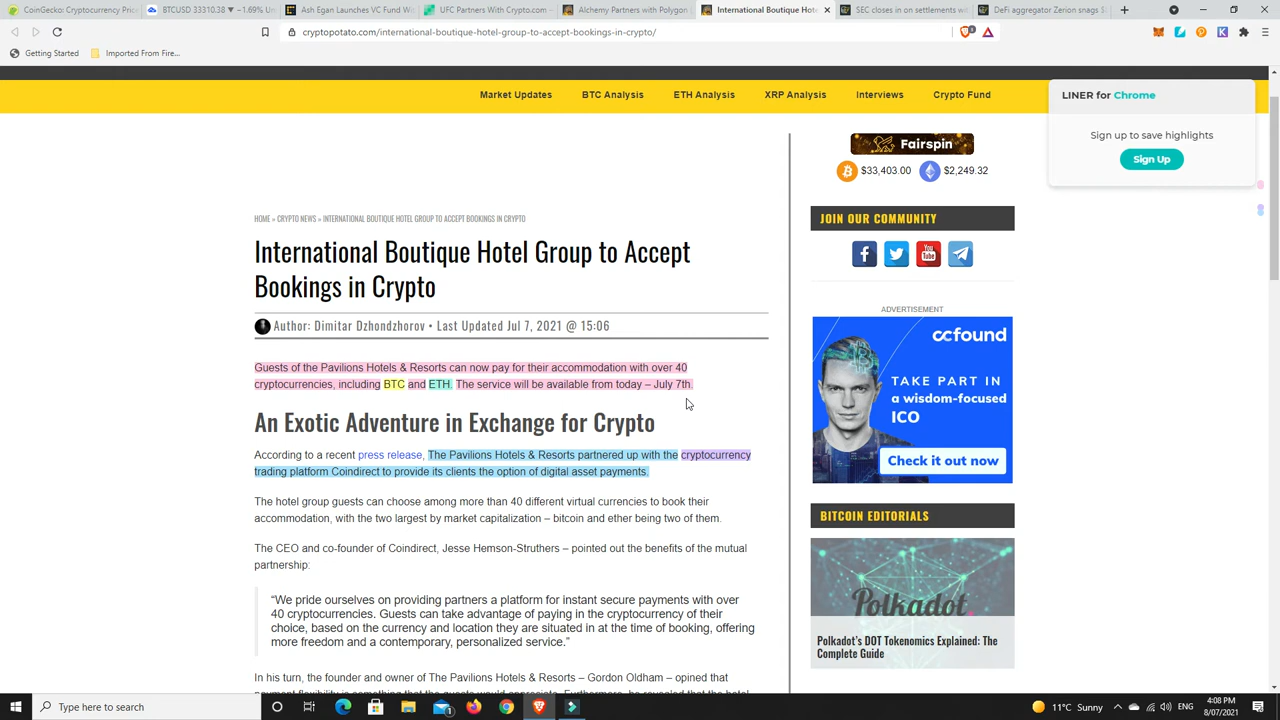 CoinGecko: Cryptocurrency Price
BTCUSD 33310.38 ▼ −1.69% Un
Ash Egan Launches VC Fund Wi
UFC Partners With Crypto.com –
Alchemy Partners with Polygon
International Boutique Hotel
SEC closes in on settlements wi
DeFi aggregator Zerion snags $8
cryptopotato.com/international-boutique-hotel-group-to-accept-bookings-in-crypto/
Getting Started
Imported From Fire...
Market Updates
BTC Analysis
ETH Analysis
XRP Analysis
Interviews
Crypto Fund
LINER for Chrome
Sign up to save highlights
Sign Up
Fairspin
$33,403.00
$2,249.32
HOME » CRYPTO NEWS » INTERNATIONAL BOUTIQUE HOTEL GROUP TO ACCEPT BOOKINGS IN CRYPTO
International Boutique Hotel Group to Accept
Bookings in Crypto
Author: Dimitar Dzhondzhorov • Last Updated Jul 7, 2021 @ 15:06
Guests of the Pavilions Hotels & Resorts can now pay for their accommodation with over 40
cryptocurrencies, including BTC and ETH. The service will be available from today – July 7th.
An Exotic Adventure in Exchange for Crypto
According to a recent press release, The Pavilions Hotels & Resorts partnered up with the cryptocurrency
trading platform Coindirect to provide its clients the option of digital asset payments.
The hotel group guests can choose among more than 40 different virtual currencies to book their
accommodation, with the two largest by market capitalization – bitcoin and ether being two of them.
The CEO and co-founder of Coindirect, Jesse Hemson-Struthers – pointed out the benefits of the mutual
partnership:
“We pride ourselves on providing partners a platform for instant secure payments with over
40 cryptocurrencies. Guests can take advantage of paying in the cryptocurrency of their
choice, based on the currency and location they are situated in at the time of booking, offering
more freedom and a contemporary, personalized service.”
In his turn, the founder and owner of The Pavilions Hotels & Resorts – Gordon Oldham – opined that
JOIN OUR COMMUNITY
You
Tube
ADVERTISEMENT
ccfound
TAKE PART IN
a wisdom-focused
ICO
Check it out now
BITCOIN EDITORIALS
Polkadot.
Polkadot’s DOT Tokenomics Explained: The
Complete Guide
Type here to search
11°C Sunny
4:08 PM
8/07/2021